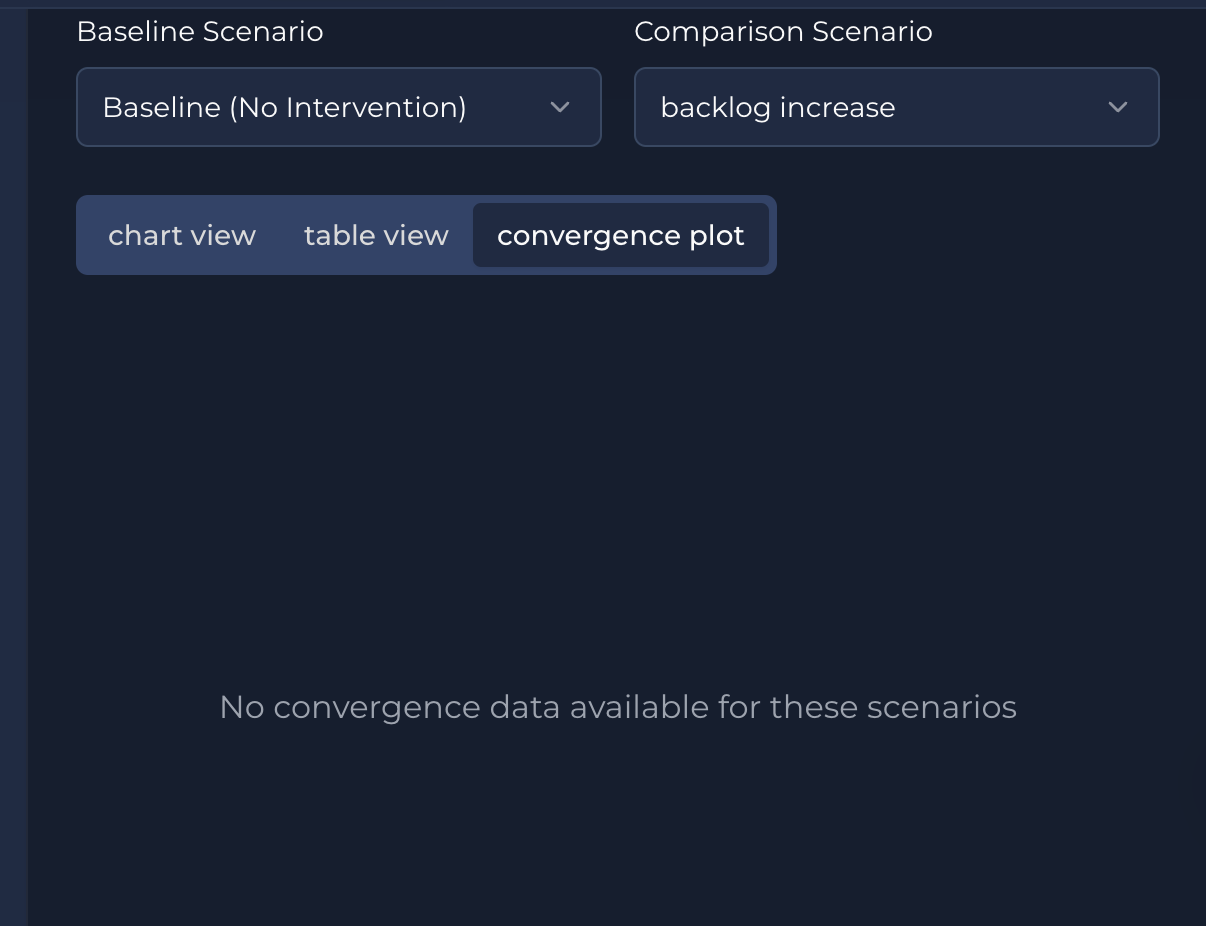 Baseline Scenario
Comparison Scenario
Baseline (No Intervention)
backlog increase
chart view
table view
convergence plot
No convergence data available for these scenarios